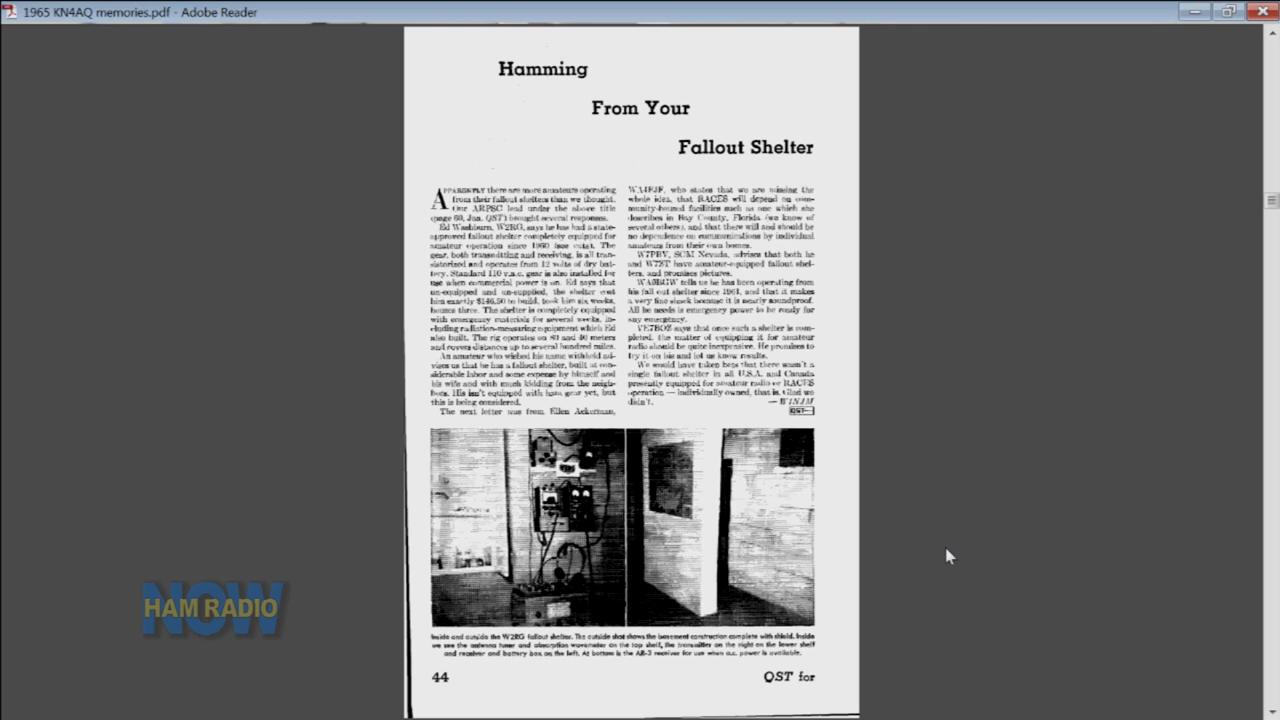 1965 KN4AQ memories.pdf - Adobe Reader
Hamming
From Your
Fallout Shelter
APPARENTLY there are more amateurs operating
from their fallout shelters than we thought.
Our ARPSC lead under the above title
(page 60, Jan. QST) brought several responses.
Ed Washburn, W2RG, says he has had a state-
approved fallout shelter completely equipped for
amateur operation since 1960 (see cuts). The
gear, both transmitting and receiving, is all tran-
sistorized and operates from 12 volts of dry bat-
tery. Standard 110 v.a.c. gear is also installed for
use when commercial power is on. Ed says that
un-equipped and un-supplied, the shelter cost
him exactly $146.50 to build, took him six weeks,
houses three. The shelter is completely equipped
with emergency materials for several weeks, in-
cluding radiation-measuring equipment which Ed
also built. The rig operates on 80 and 40 meters
and covers distances up to several hundred miles.
An amateur who wished his name withheld ad-
vises us that he has a fallout shelter, built at con-
siderable labor and some expense by himself and
his wife and with much kidding from the neigh-
bors. His isn't equipped with ham gear yet, but
this is being considered.
The next letter was from Ellen Ackerman,
who states that we are missing the
whole idea, that RACES will depend on com-
munity-housed facilities such as one which she
describes in Bay County, Florida (we know of
several others), and that there will and should be
no dependence on communications by individual
amateurs from their own homes.
W7PBV, SCM Nevada, advises that both he
and have amateur-equipped fallout shel-
ters, and promises pictures.
tells us he has been operating from
his fall out shelter since 1961, and that it makes
a very fine shack because it is nearly soundproof.
All he needs is emergency power to be ready for
any emergency.
says that once such a shelter is com-
pleted, the matter of equipping it for amateur
radio should be quite inexpensive. He promises to
try it on his and let us know results.
We would have taken bets that there wasn't a
single fallout shelter in all U.S.A. and Canada
presently equipped for amateur radio or RACES
operation — individually owned, that is. Glad we
didn't. — W1NJM
QST
Inside and outside the W2RG fallout shelter. The outside shot shows the basement construction complete with shield. Inside
we see the antenna tuner and absorption wavemeter on the top shelf, the transmitter on the right on the lower shelf
and receiver and battery box on the left. At bottom is the AR-3 receiver for use when a.c. power is available.
44
QST for
HAM RADIO
NOW